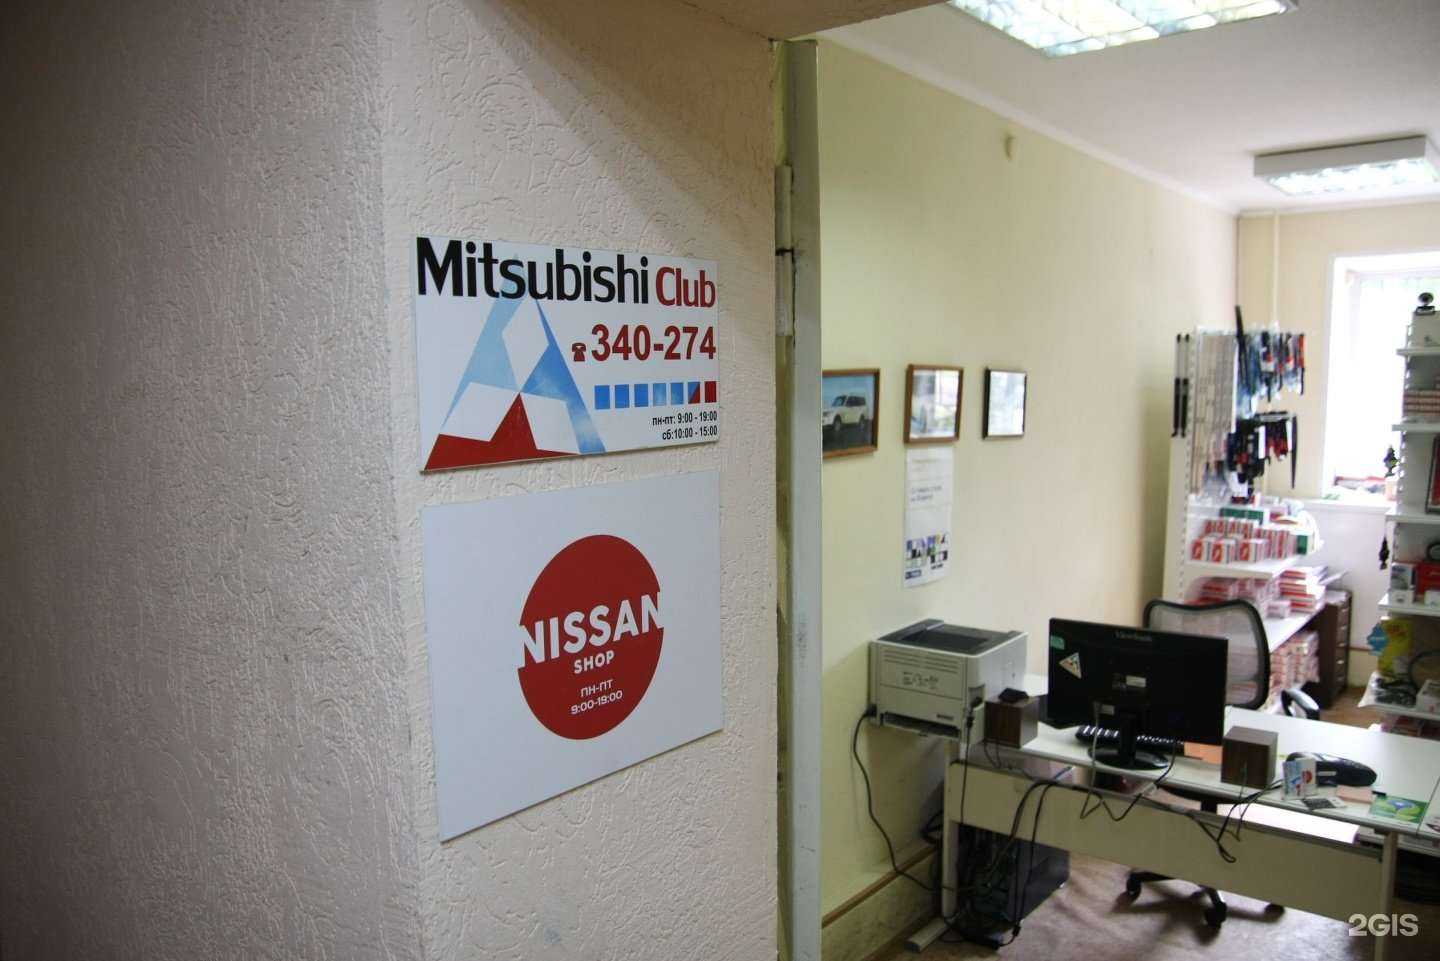 Mitsubishi Club
340-274
пн-пт: 9:00 - 19:00
сб:10:00 - 15:00
NISSAN
SHOP
ПН-ПТ
9:00-19:00
ViewSonic
2GIS